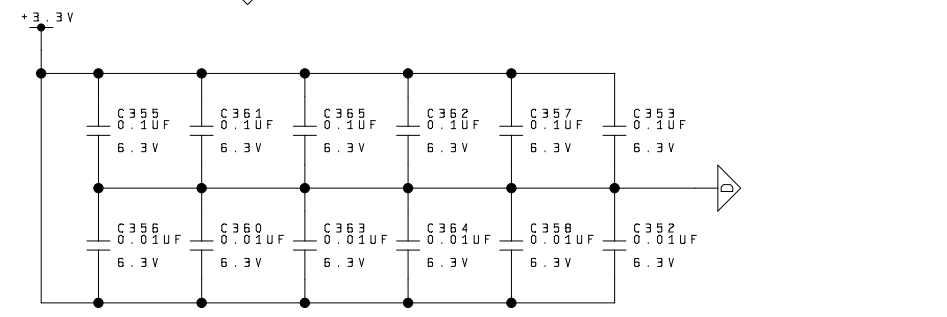 +3.3V
C355
0.1UF
6.3V
C361
0.1UF
6.3V
C365
0.1UF
6.3V
C362
0.1UF
6.3V
C357
0.1UF
6.3V
C353
0.1UF
6.3V
D
C356
0.01UF
6.3V
C360
0.01UF
6.3V
C363
0.01UF
6.3V
C364
0.01UF
6.3V
C358
0.01UF
6.3V
C352
0.01UF
6.3V